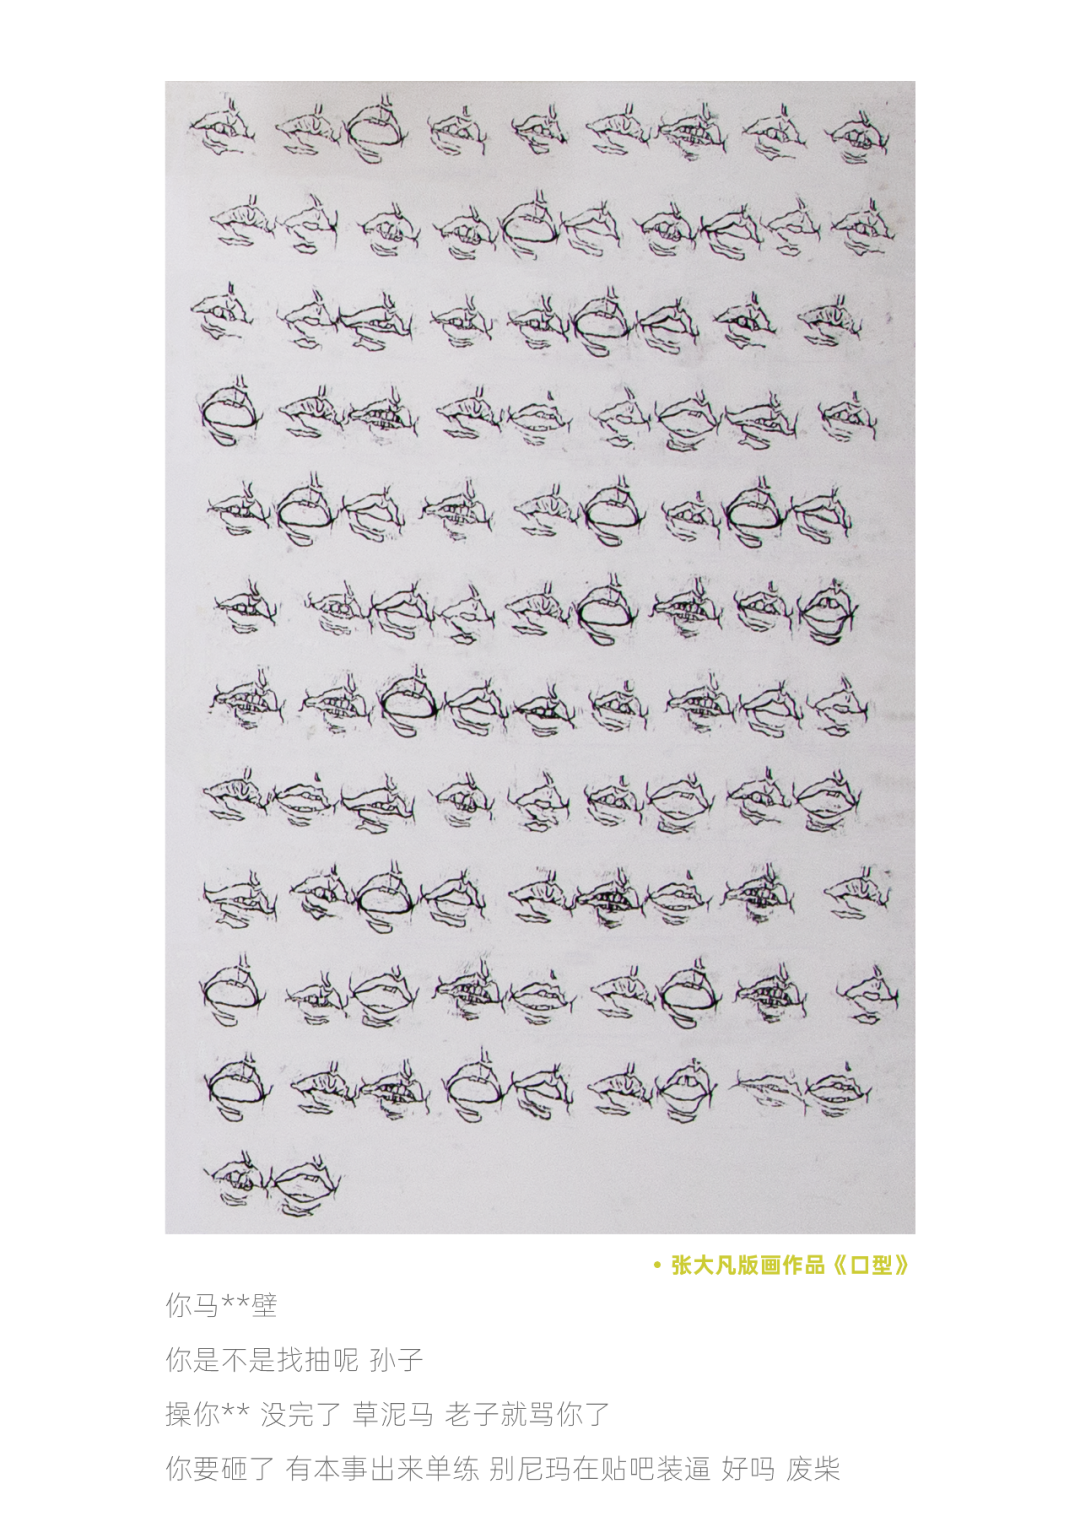 • 张大凡版画作品《口型》
你马**壁
你是不是找抽呢 孙子
操你** 没完了 草泥马 老子就骂你了
你要砸了 有本事出来单练 别尼玛在贴吧装逼 好吗 废柴